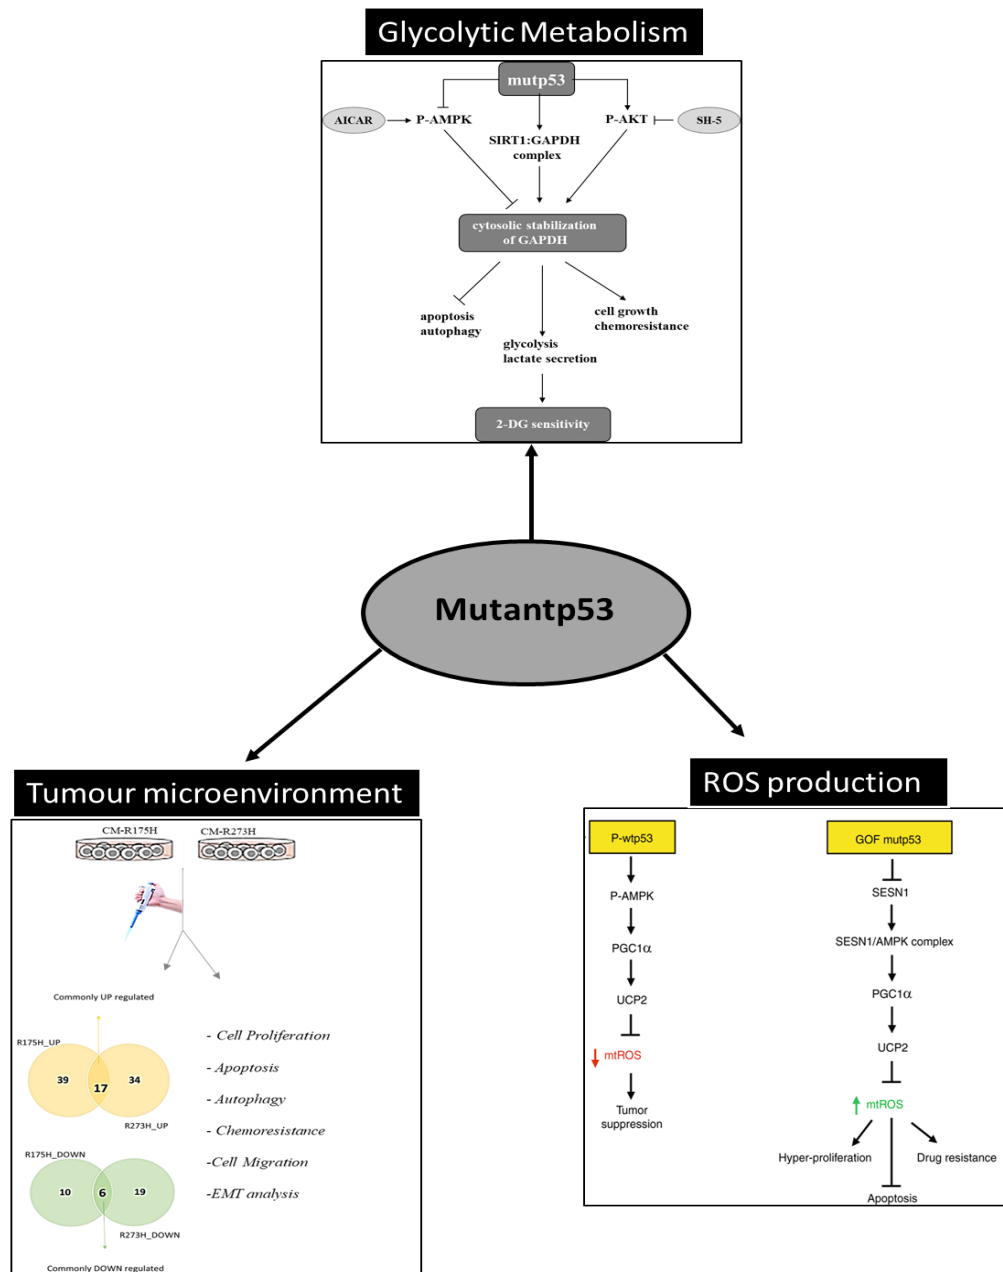 Glycolytic Metabolism
mutp53
AICAR
P-AMPK
P-AKT
SH-5
SIRT1:GAPDH
complex
cytosolic stabilization
of GAPDH
apoptosis
autophagy
cell growth
chemoresistance
glycolysis
lactate secretion
2-DG sensitivity
Mutantp53
Tumour microenvironment
CM-R175H
CM-R273H
Commonly UP regulated
R175H_UP
39
17
34
R273H_UP
R175H_DOWN
10
6
19
R273H_DOWN
Commonly DOWN regulated
- Cell Proliferation
- Apoptosis
- Autophagy
- Chemoresistance
-Cell Migration
-EMT analysis
ROS production
P-wtp53
P-AMPK
PGC1α
UCP2
mtROS
Tumor
suppression
GOF mutp53
SESN1
SESN1/AMPK complex
PGC1α
UCP2
mtROS
Hyper-proliferation
Drug resistance
Apoptosis